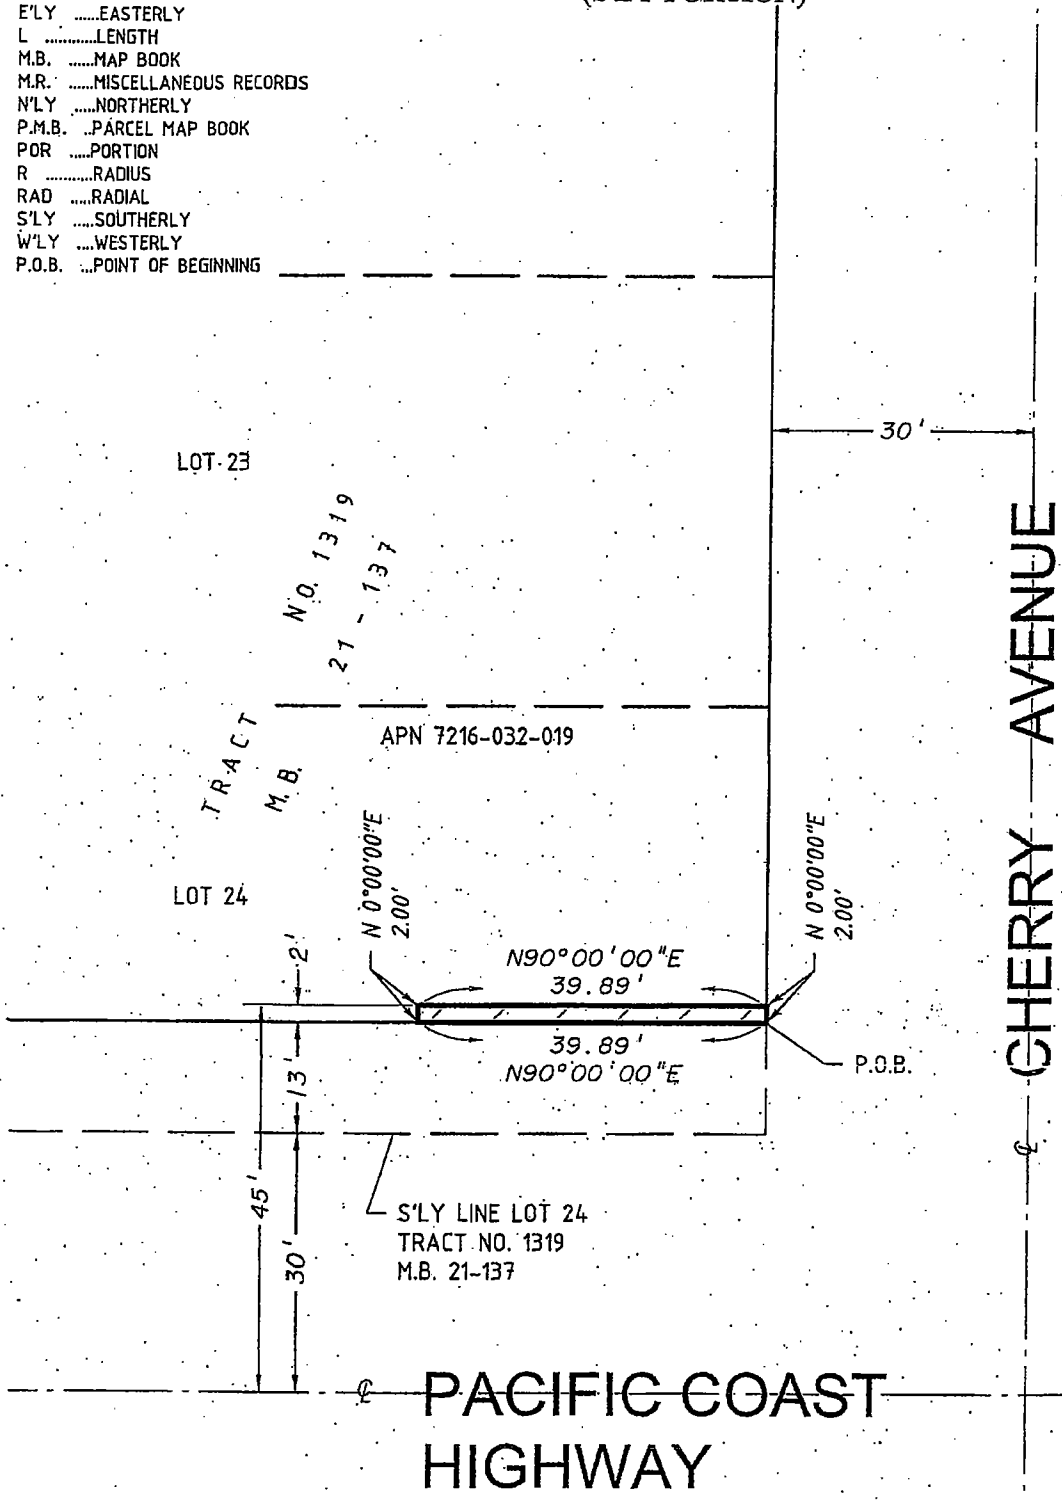 E'LY .....EASTERLY
L ..........LENGTH
M.B. ......MAP BOOK
M.R. ......MISCELLANEOUS RECORDS
N'LY .....NORTHERLY
P.M.B. ..PARCEL MAP BOOK
POR .....PORTION
R ..........RADIUS
RAD .....RADIAL
S'LY .....SOUTHERLY
W'LY ....WESTERLY
P.O.B. ...POINT OF BEGINNING
30'
LOT 23
TRACT NO. 1319
M.B. 21 - 137
CHERRY AVENUE
APN 7216-032-019
LOT 24
N 0°00'00"E
2.00'
N 0°00'00"E
2.00'
2'
N90°00'00"E
39.89'
39.89'
N90°00'00"E
P.O.B.
13'
45'
30'
S'LY LINE LOT 24
TRACT NO. 1319
M.B. 21-137
℄
℄
PACIFIC COAST
HIGHWAY